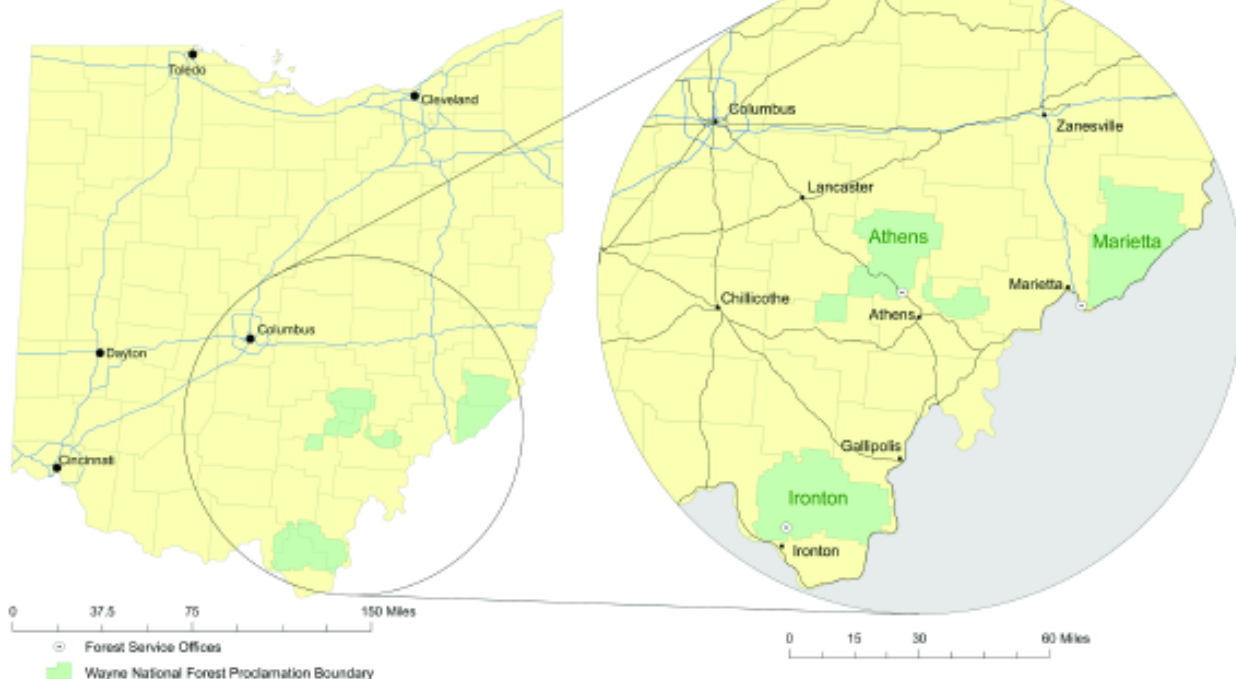 Toledo
Cleveland
Columbus
Dayton
Cincinnati
0 37.5 75 150 Miles
Forest Service Offices
Wayne National Forest Proclamation Boundary
Columbus
Zanesville
Lancaster
Athens
Marietta
Marietta
Chillicothe
Athens
Gallipolis
Ironton
Ironton
0 15 30 60 Miles